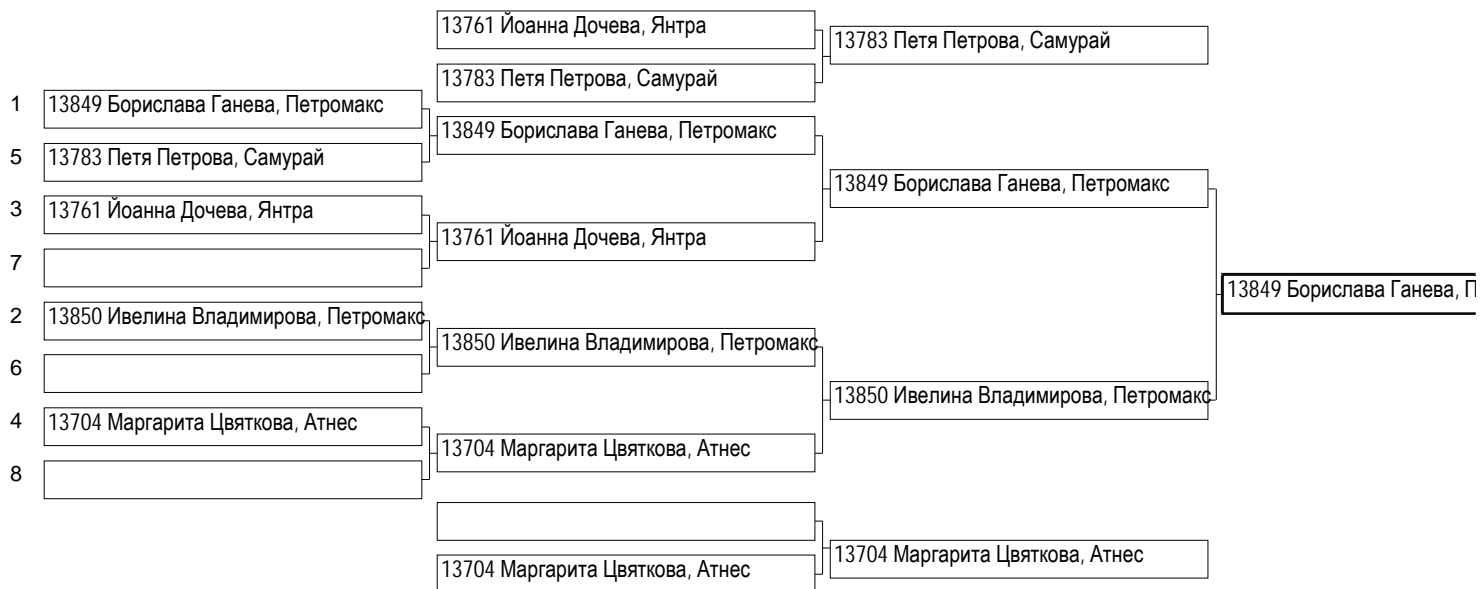 13761 Йоанна Дочева, Янтра
13783 Петя Петрова, Самурай
13783 Петя Петрова, Самурай
1 13849 Борислава Ганева, Петромакс
13849 Борислава Ганева, Петромакс
5 13783 Петя Петрова, Самурай
13849 Борислава Ганева, Петромакс
3 13761 Йоанна Дочева, Янтра
13761 Йоанна Дочева, Янтра
7
13849 Борислава Ганева, П
2 13850 Ивелина Владимирова, Петромакс
13850 Ивелина Владимирова, Петромакс
6
13850 Ивелина Владимирова, Петромакс
4 13704 Маргарита Цвяткова, Атнес
13704 Маргарита Цвяткова, Атнес
8
13704 Маргарита Цвяткова, Атнес
13704 Маргарита Цвяткова, Атнес